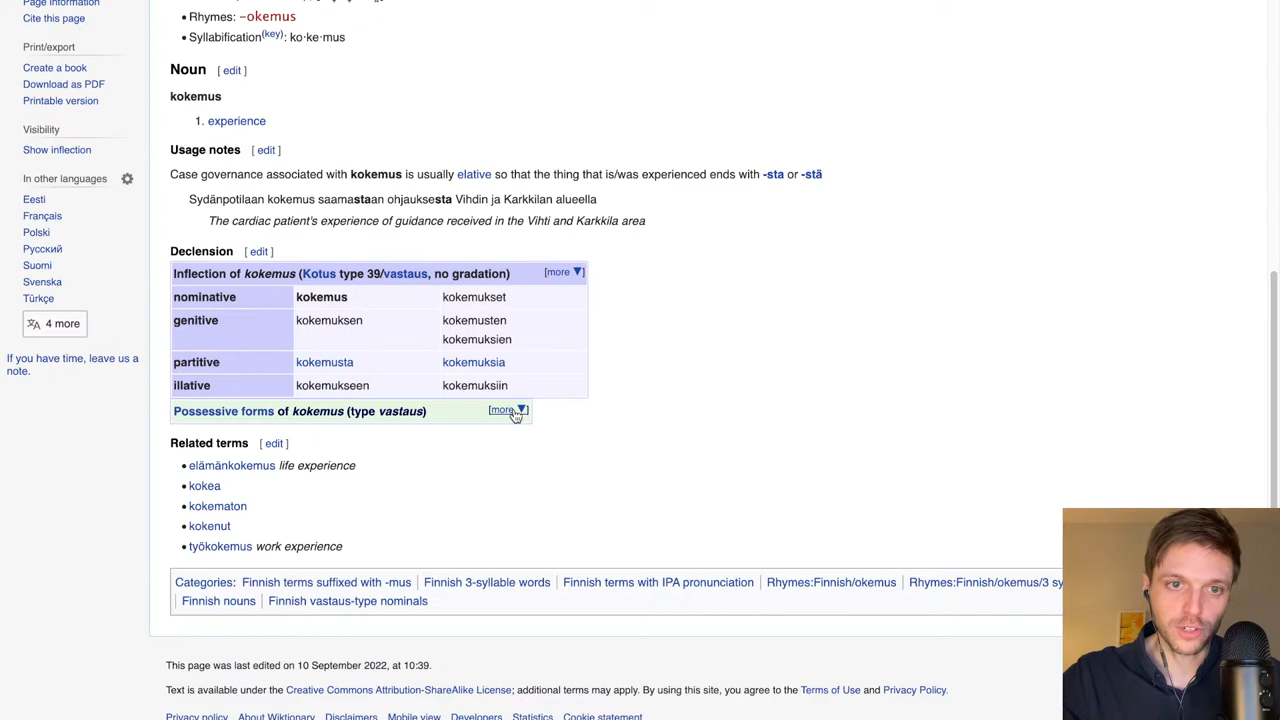 Page information
Cite this page
Print/export
Create a book
Download as PDF
Printable version
Visibility
Show inflection
In other languages
Eesti
Français
Polski
Русский
Suomi
Svenska
Türkçe
4 more
If you have time, leave us a
note.
• Rhymes: -okemus
• Syllabification(key): ko·ke·mus
Noun [ edit ]
kokemus
1. experience
Usage notes [ edit ]
Case governance associated with kokemus is usually elative so that the thing that is/was experienced ends with -sta or -stä
Sydänpotilaan kokemus saamastaan ohjauksesta Vihdin ja Karkkilan alueella
The cardiac patient's experience of guidance received in the Vihti and Karkkila area
Declension [ edit ]
Inflection of kokemus (Kotus type 39/vastaus, no gradation) [more ▼]
nominative kokemus kokemukset
genitive kokemuksen kokemusten
kokemuksien
partitive kokemusta kokemuksia
illative kokemukseen kokemuksiin
Possessive forms of kokemus (type vastaus) [more ▼]
Related terms [ edit ]
• elämänkokemus life experience
• kokea
• kokematon
• kokenut
• työkokemus work experience
Categories: Finnish terms suffixed with -mus | Finnish 3-syllable words | Finnish terms with IPA pronunciation | Rhymes:Finnish/okemus | Rhymes:Finnish/okemus/3 sy
| Finnish nouns | Finnish vastaus-type nominals
This page was last edited on 10 September 2022, at 10:39.
Text is available under the Creative Commons Attribution-ShareAlike License; additional terms may apply. By using this site, you agree to the Terms of Use and Privacy Policy.
Privacy policy About Wiktionary Disclaimers Mobile view Developers Statistics Cookie statement